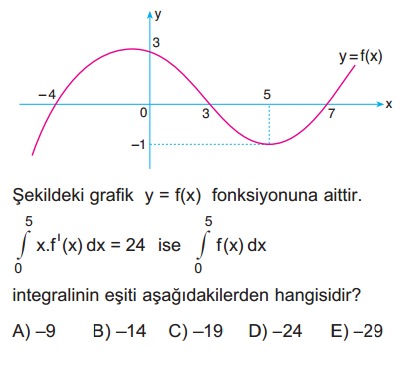 y
3
y=f(x)
–4
5
x
0
3
7
–1
Şekildeki grafik y = f(x) fonksiyonuna aittir.
5 5
∫ x.f'(x) dx = 24 ise ∫ f(x) dx
0 0
integralinin eşiti aşağıdakilerden hangisidir?
A) –9 B) –14 C) –19 D) –24 E) –29